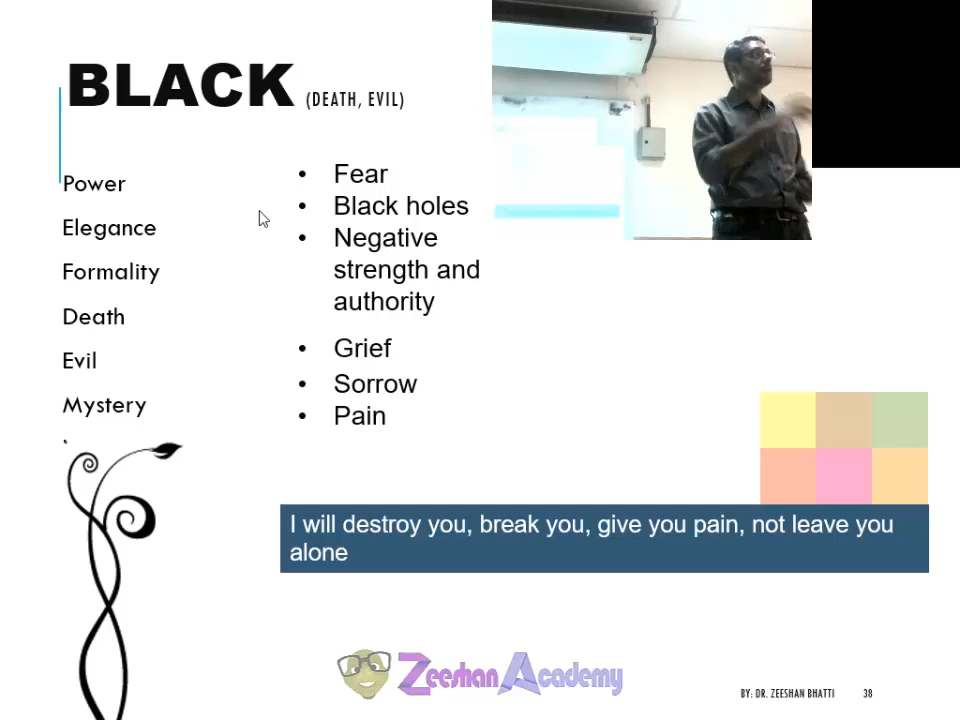 BLACK (DEATH, EVIL)
Power
Elegance
Formality
Death
Evil
Mystery
• Fear
• Black holes
• Negative
strength and
authority
• Grief
• Sorrow
• Pain
I will destroy you, break you, give you pain, not leave you
alone
Zeeshan Academy
BY: DR. ZEESHAN BHATTI 38